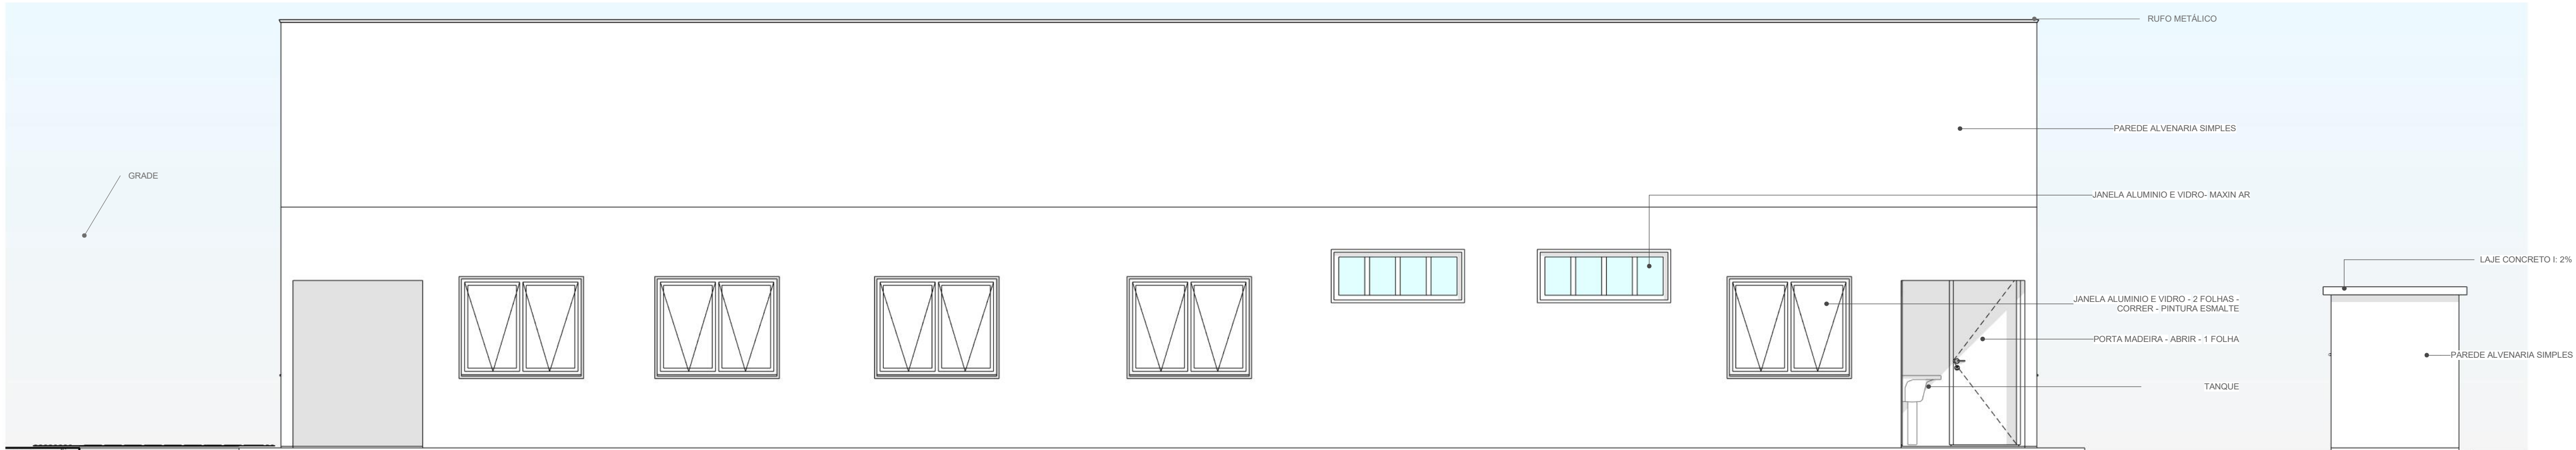 RUFO METÁLICO
PAREDE ALVENARIA SIMPLES
GRADE
JANELA ALUMINIO E VIDRO- MAXIN AR
LAJE CONCRETO I: 2%
JANELA ALUMINIO E VIDRO - 2 FOLHAS -
CORRER - PINTURA ESMALTE
PORTA MADEIRA - ABRIR - 1 FOLHA
PAREDE ALVENARIA SIMPLES
TANQUE